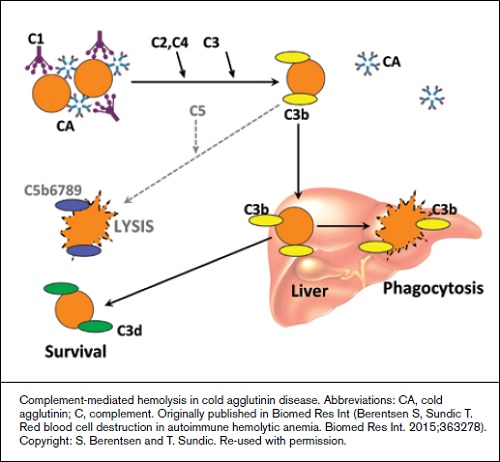 C1
C2,C4 C3
CA
CA
C3b
C5
C5b6789
LYSIS
C3b
C3b
Liver
Phagocytosis
C3d
Survival
Complement-mediated hemolysis in cold agglutinin disease. Abbreviations: CA, cold
agglutinin; C, complement. Originally published in Biomed Res Int (Berentsen S, Sundic T.
Red blood cell destruction in autoimmune hemolytic anemia. Biomed Res Int. 2015;363278).
Copyright: S. Berentsen and T. Sundic. Re-used with permission.